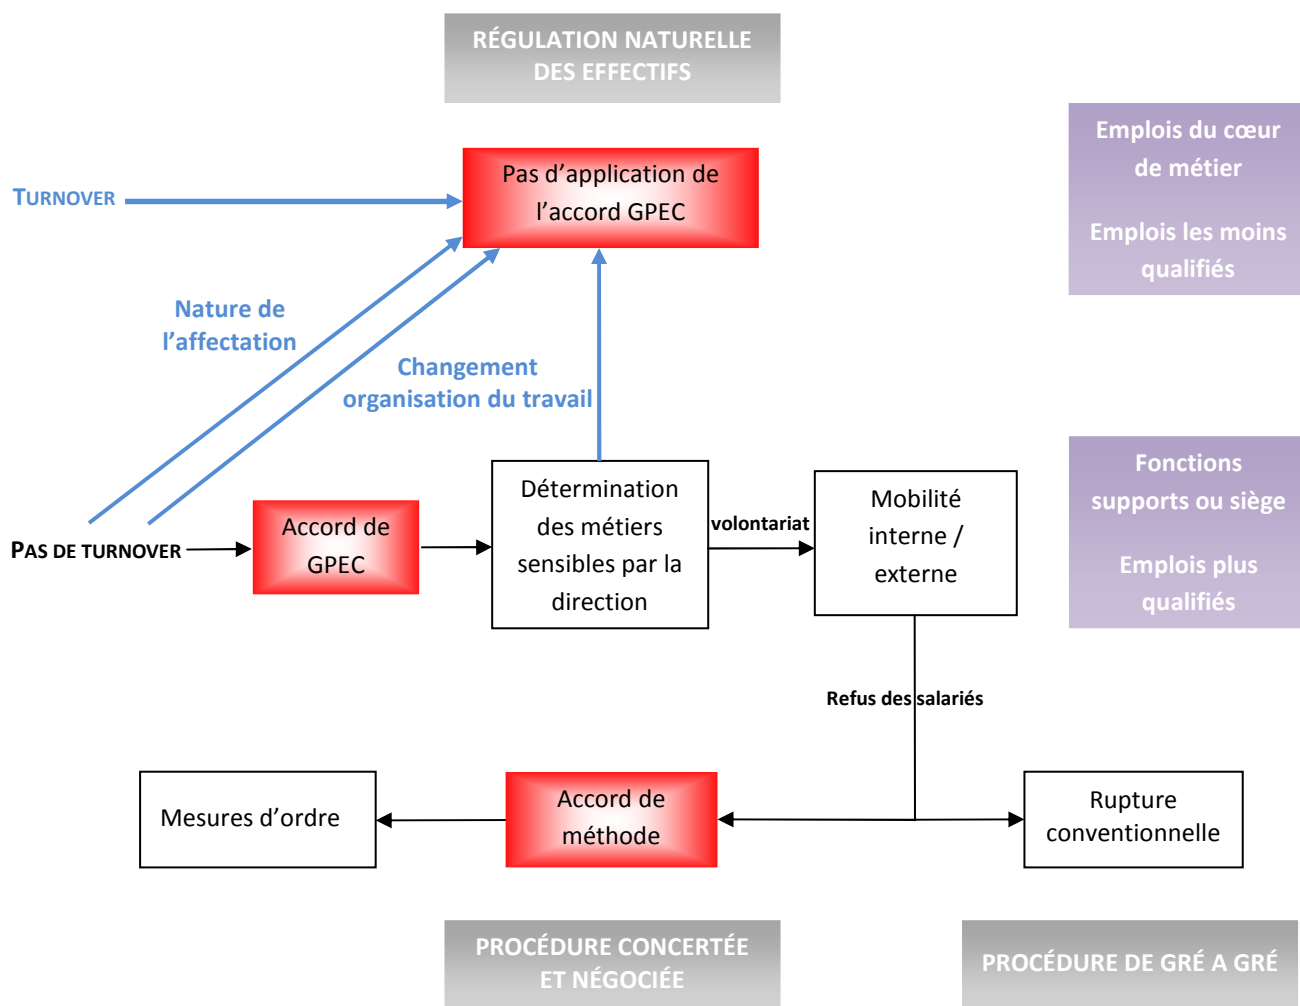 RÉGULATION NATURELLE
DES EFFECTIFS
Emplois du cœur
de métier
Emplois les moins
qualifiés
Pas d’application de
l’accord GPEC
TURNOVER
Nature de
l’affectation
Changement
organisation du travail
Fonctions
supports ou siège
Emplois plus
qualifiés
PAS DE TURNOVER
Accord de
GPEC
Détermination
des métiers
sensibles par la
direction
volontariat
Mobilité
interne /
externe
Refus des salariés
Mesures d’ordre
Accord de
méthode
Rupture
conventionnelle
PROCÉDURE CONCERTÉE
ET NÉGOCIÉE
PROCÉDURE DE GRÉ A GRÉ